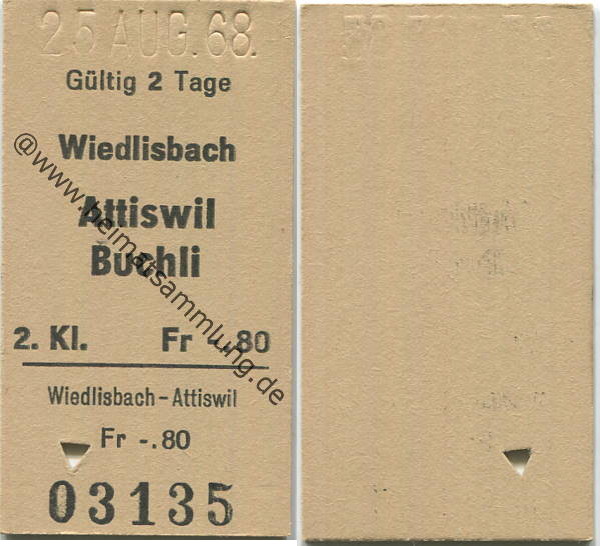 25 AUG. 68.
Gültig 2 Tage
Wiedlisbach
Attiswil
Buchli
2. Kl. Fr -.80
Wiedlisbach-Attiswil
Fr -.80
03135
@www.heimatsammlung.de